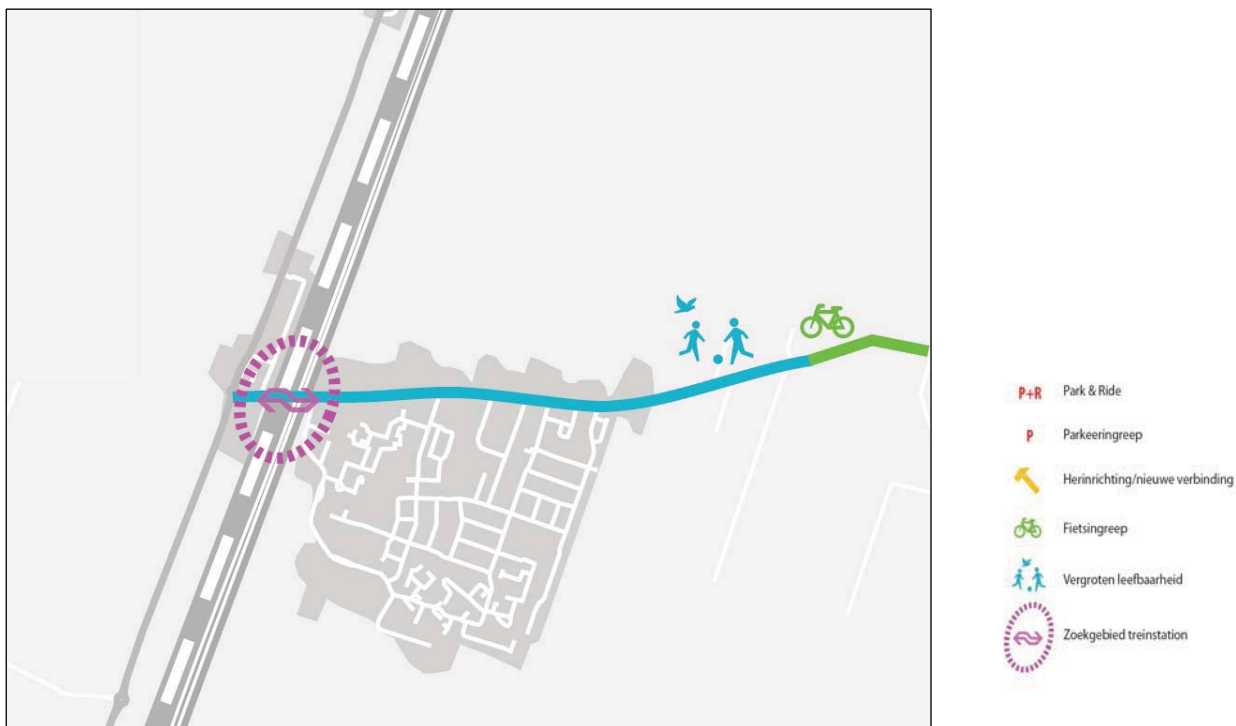 P+R Park & Ride
P Parkeeringreep
Herinrichting/nieuwe verbinding
Fietsingreep
Vergroten leefbaarheid
Zoekgebied treinstation